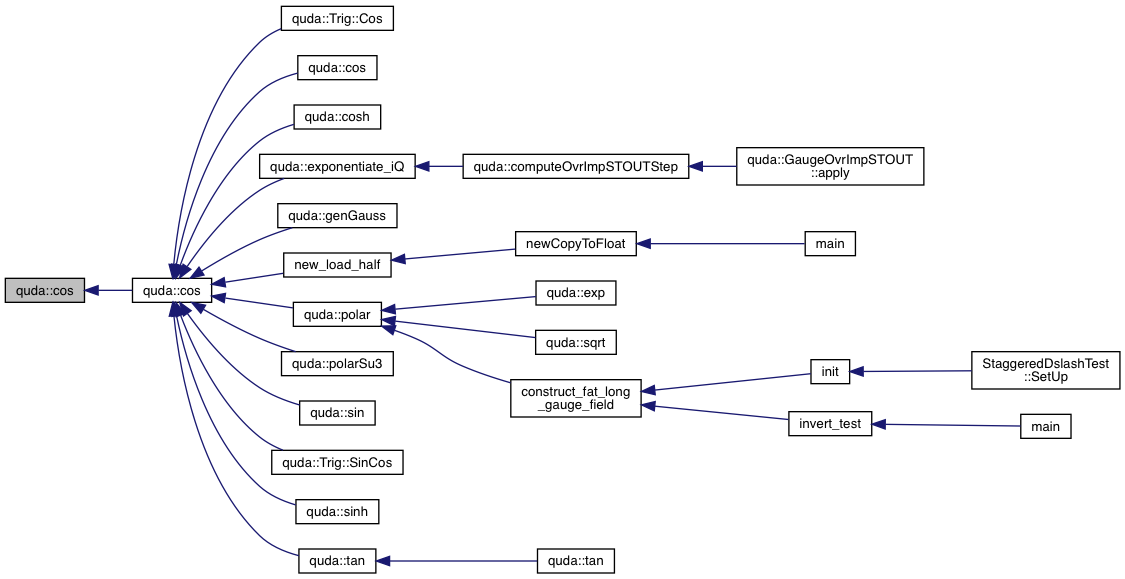 quda::Trig::Cos
quda::cos
quda::cosh
quda::exponentiate_iQ
quda::computeOvrImpSTOUTStep
quda::GaugeOvrImpSTOUT
::apply
quda::genGauss
newCopyToFloat
main
new_load_half
quda::cos
quda::cos
quda::exp
quda::polar
quda::sqrt
quda::polarSu3
init
StaggeredDslashTest
::SetUp
construct_fat_long
_gauge_field
quda::sin
invert_test
main
quda::Trig::SinCos
quda::sinh
quda::tan
quda::tan